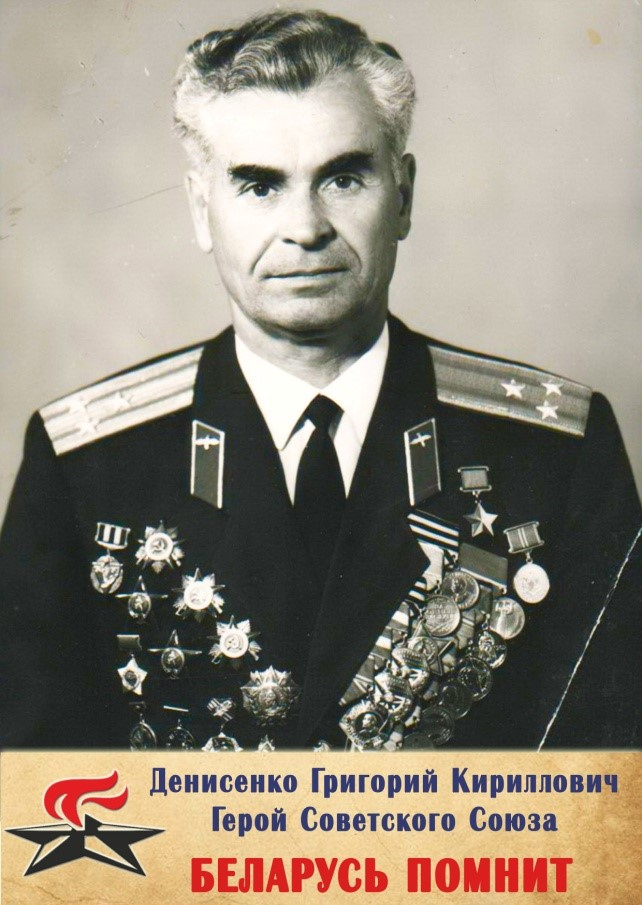 Денисенко Григорий Кириллович
Герой Советского Союза
БЕЛАРУСЬ ПОМНИТ